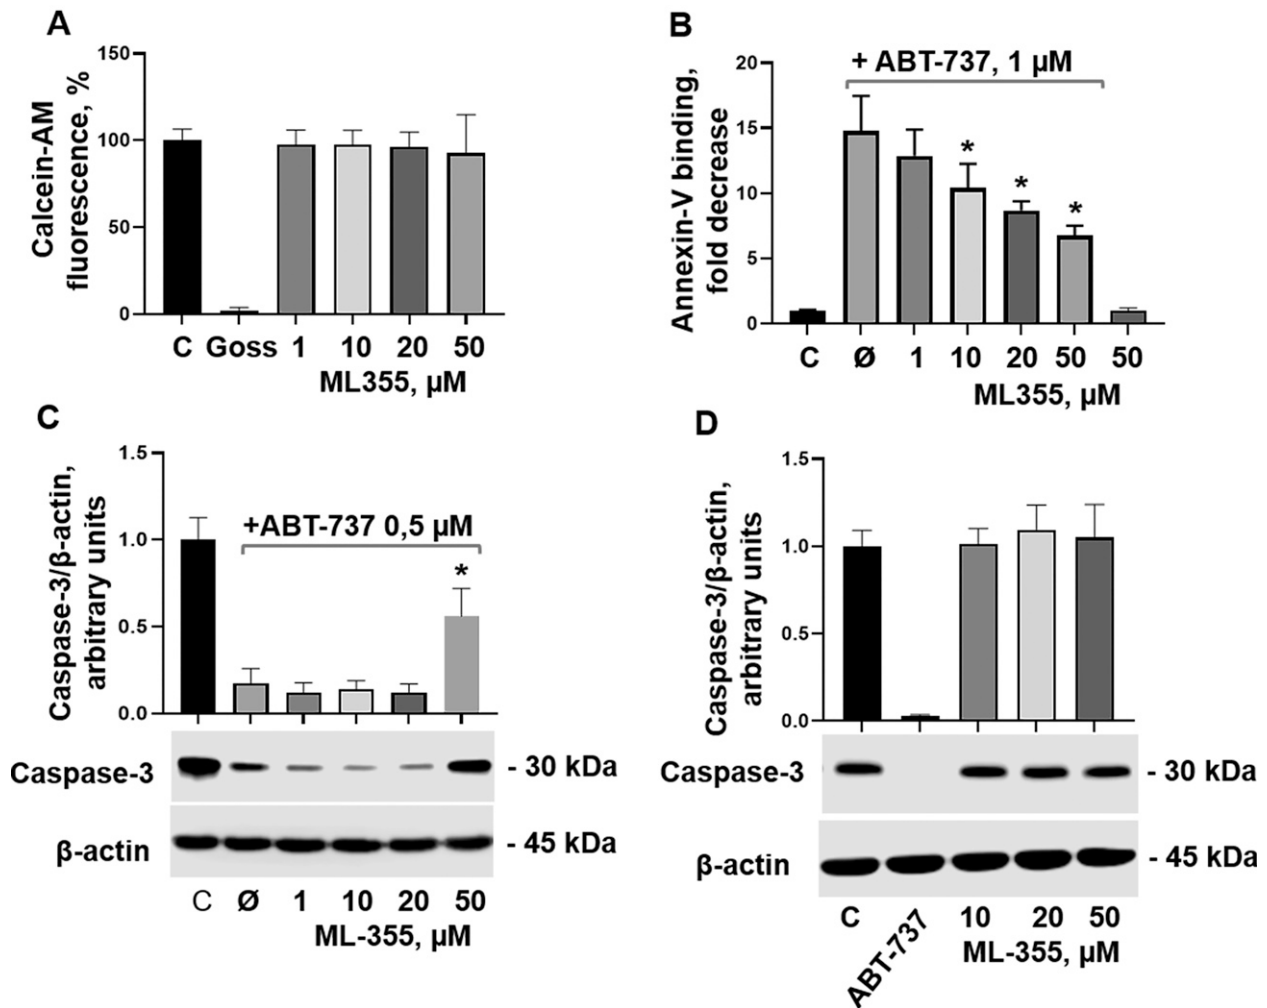 A
Calcein-AM
fluorescence, %
150
100
50
0
C Goss 1 10 20 50
ML355, µM
B
Annexin-V binding,
fold decrease
+ ABT-737, 1 µM
20
15
10
5
0
* * *
C Ø 1 10 20 50 50
ML355, µM
C
Caspase-3/β-actin,
arbitrary units
1.5
1.0
0.5
0.0
+ABT-737 0,5 µM
*
Caspase-3 - 30 kDa
β-actin - 45 kDa
C Ø 1 10 20 50
ML-355, µM
D
Caspase-3/β-actin,
arbitrary units
1.5
1.0
0.5
0.0
Caspase-3 - 30 kDa
β-actin - 45 kDa
C ABT-737 10 20 50
ML-355, µM